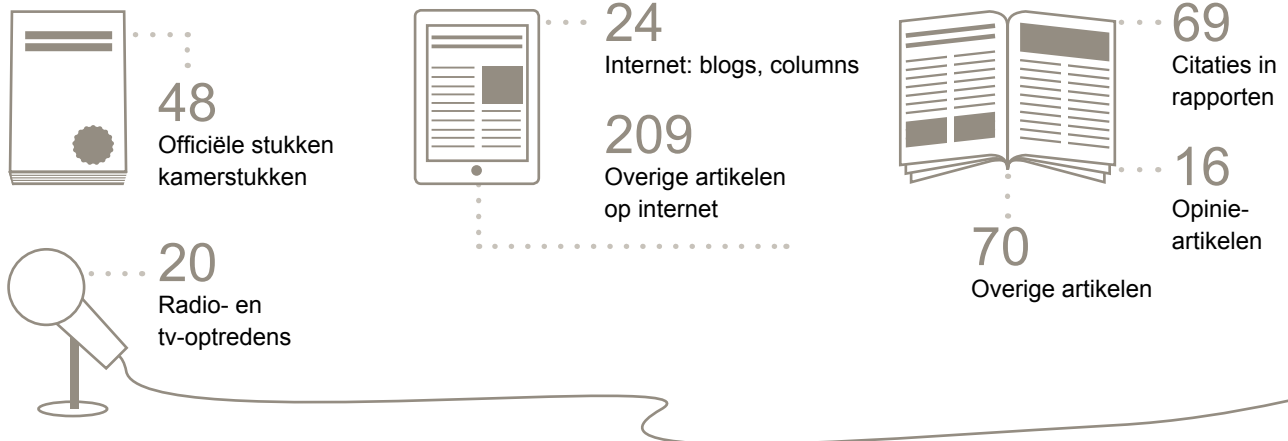 48
Officiële stukken
kamerstukken
24
Internet: blogs, columns
209
Overige artikelen
op internet
69
Citaties in
rapporten
16
Opinie-
artikelen
70
Overige artikelen
20
Radio- en
tv-optredens